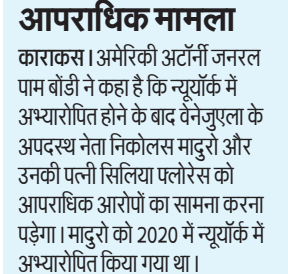 आपराधिक मामला
काराकस। अमेरिकी अटॉर्नी जनरल
पाम बोंडी ने कहा है कि न्यूयॉर्क में
अभ्यारोपित होने के बाद वेनेजुएला के
अपदस्थ नेता निकोलस मादुरो और
उनकी पत्नी सिलिया फ्लोरेस को
आपराधिक आरोपों का सामना करना
पड़ेगा। मादुरो को 2020 में न्यूयॉर्क में
अभ्यारोपित किया गया था।